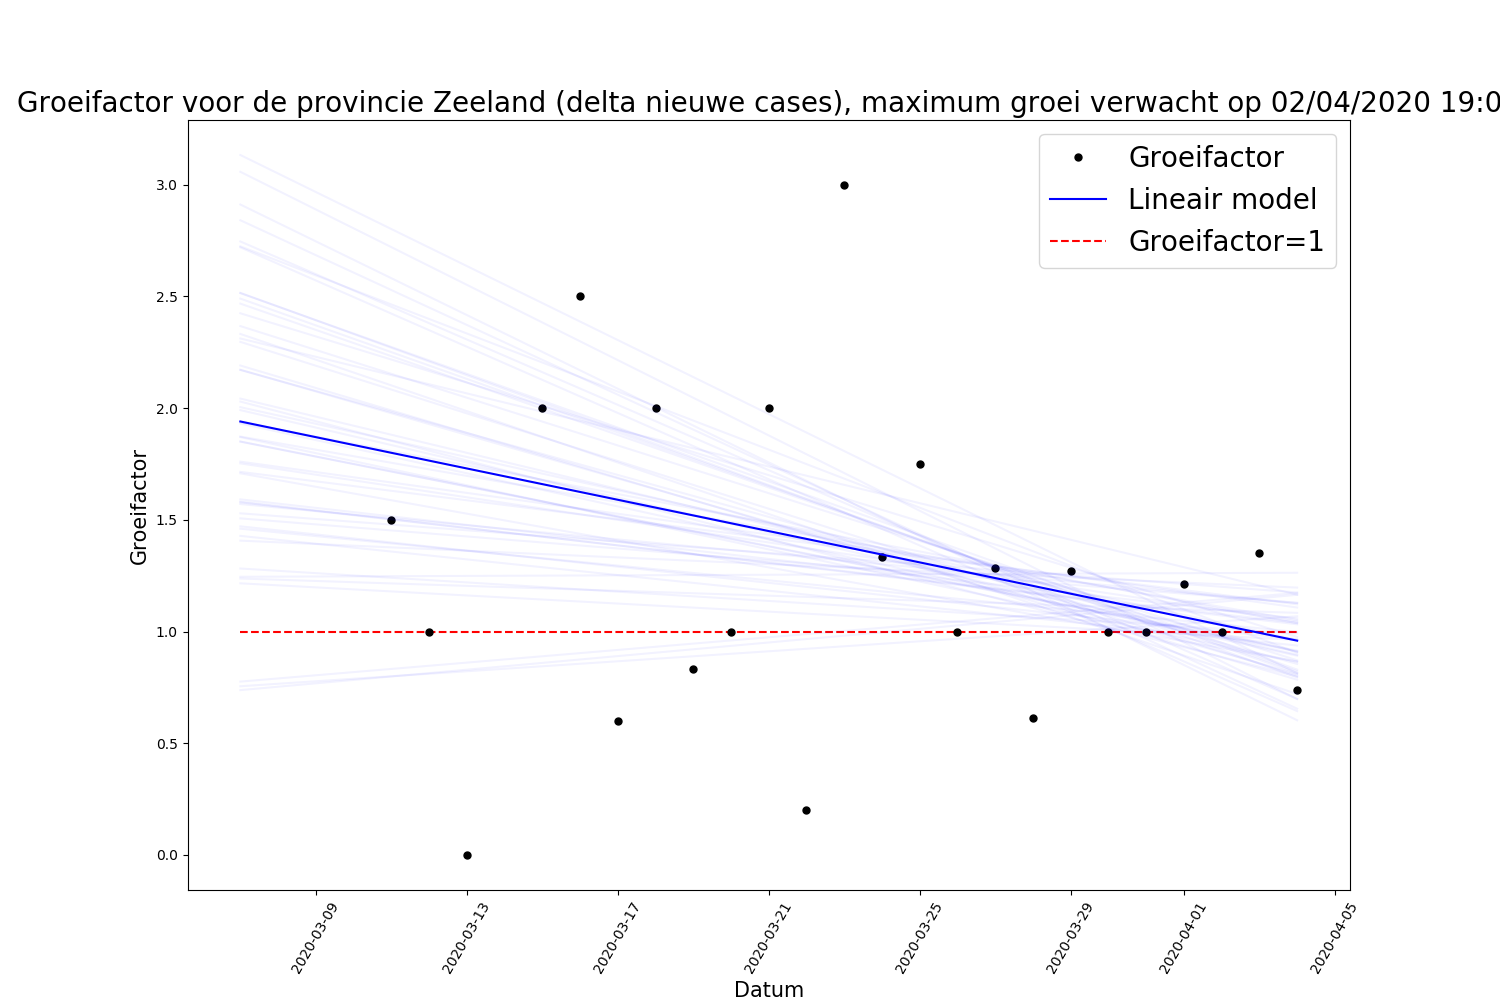 Groeifactor voor de provincie Zeeland (delta nieuwe cases), maximum groei verwacht op 02/04/2020 19:0
Groeifactor
Lineair model
Groeifactor=1
Groeifactor
3.0
2.5
2.0
1.5
1.0
0.5
0.0
2020-03-09
2020-03-13
2020-03-17
2020-03-21
2020-03-25
2020-03-29
2020-04-01
2020-04-05
Datum